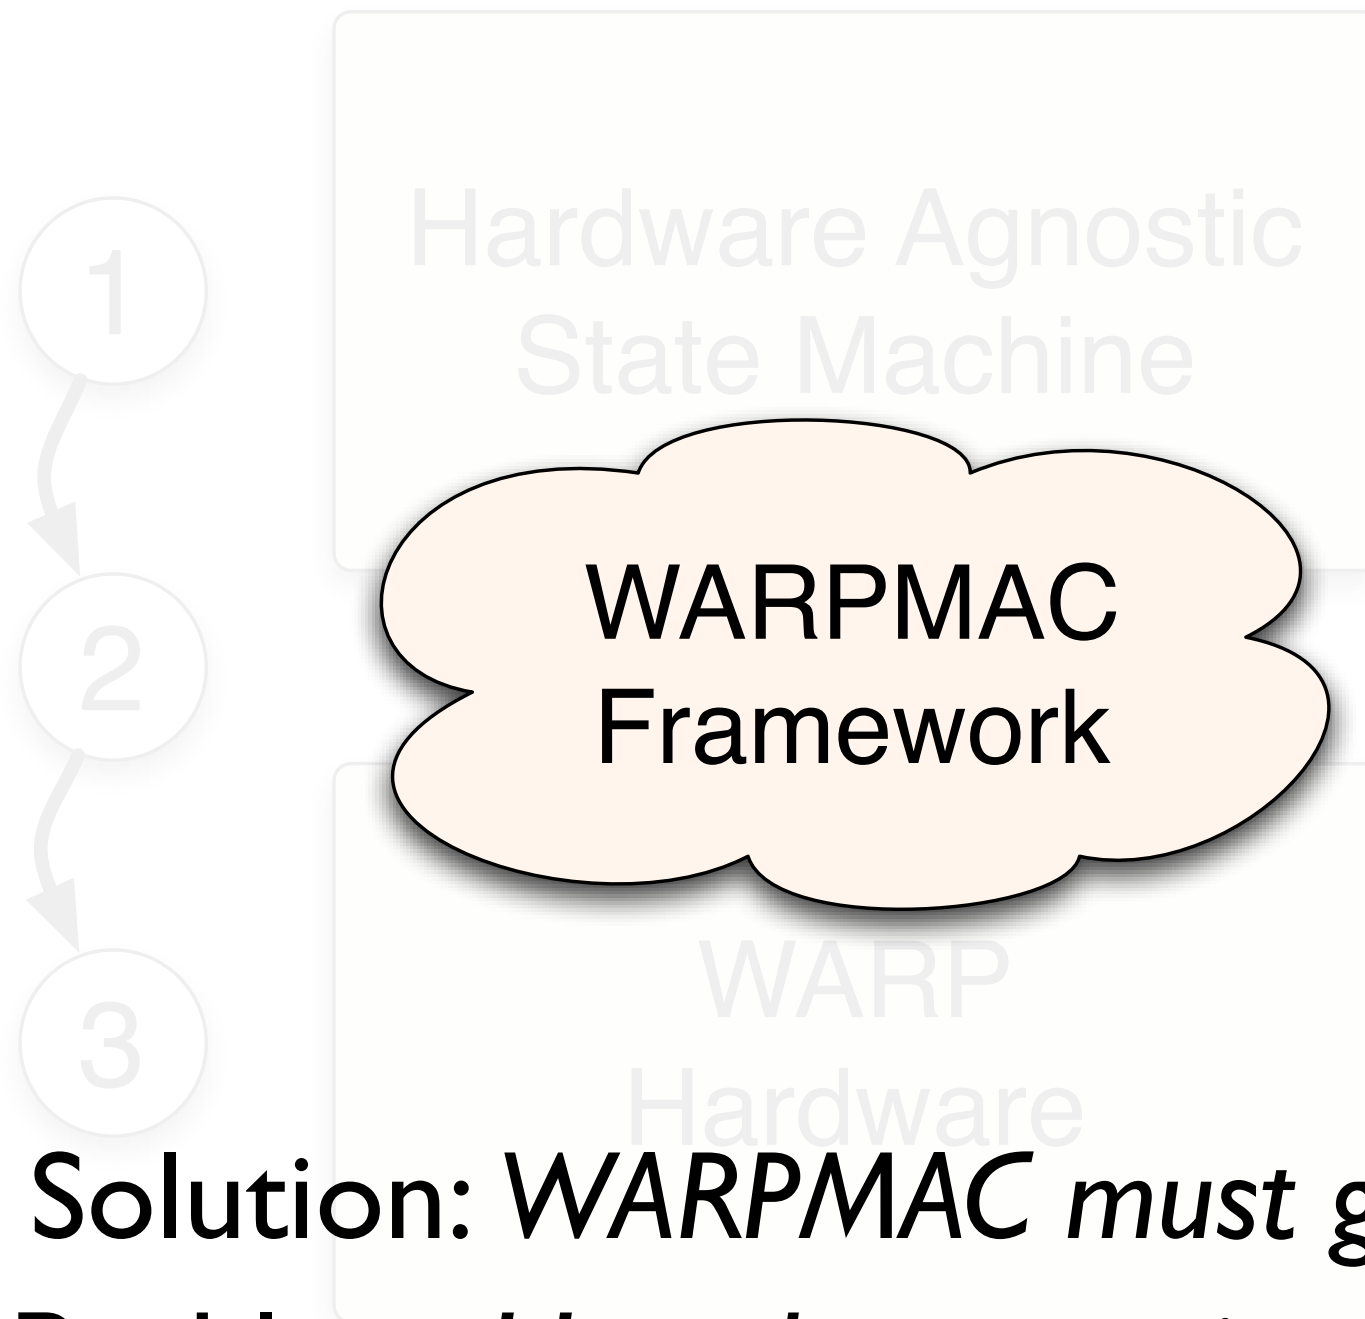 Hardware Agnostic
State Machine
1
WARPMAC
Framework
2
WARP
Hardware
3
Solution: WARPMAC must